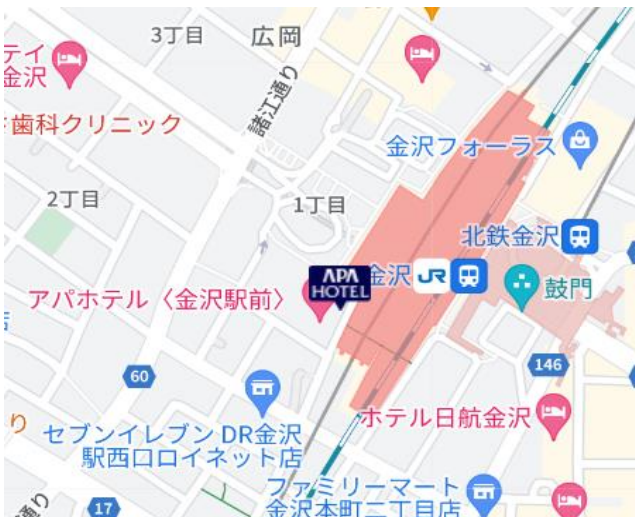 3丁目
広岡
テイ
金沢
諸江通り
歯科クリニック
金沢フォーラス
2丁目
1丁目
北鉄金沢
APA
HOTEL
金沢
JR
鼓門
アパホテル〈金沢駅前〉
店
60
146
り
セブンイレブン DR金沢
駅西口ロイネット店
ホテル日航金沢
ファミリーマート
金沢本町二丁目店
17
通り